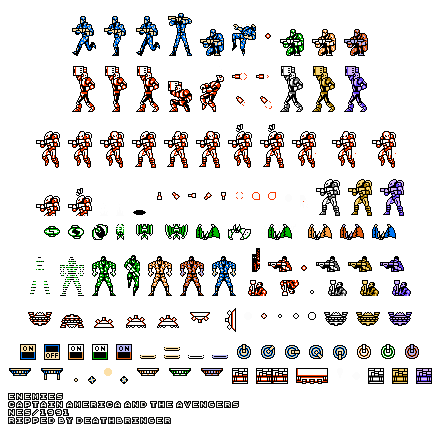 ON OFF ON ON ON
ENEMIES
CAPTAIN AMERICA AND THE AVENGERS
NES/1991
RIPPED BY DEATHBRINGER